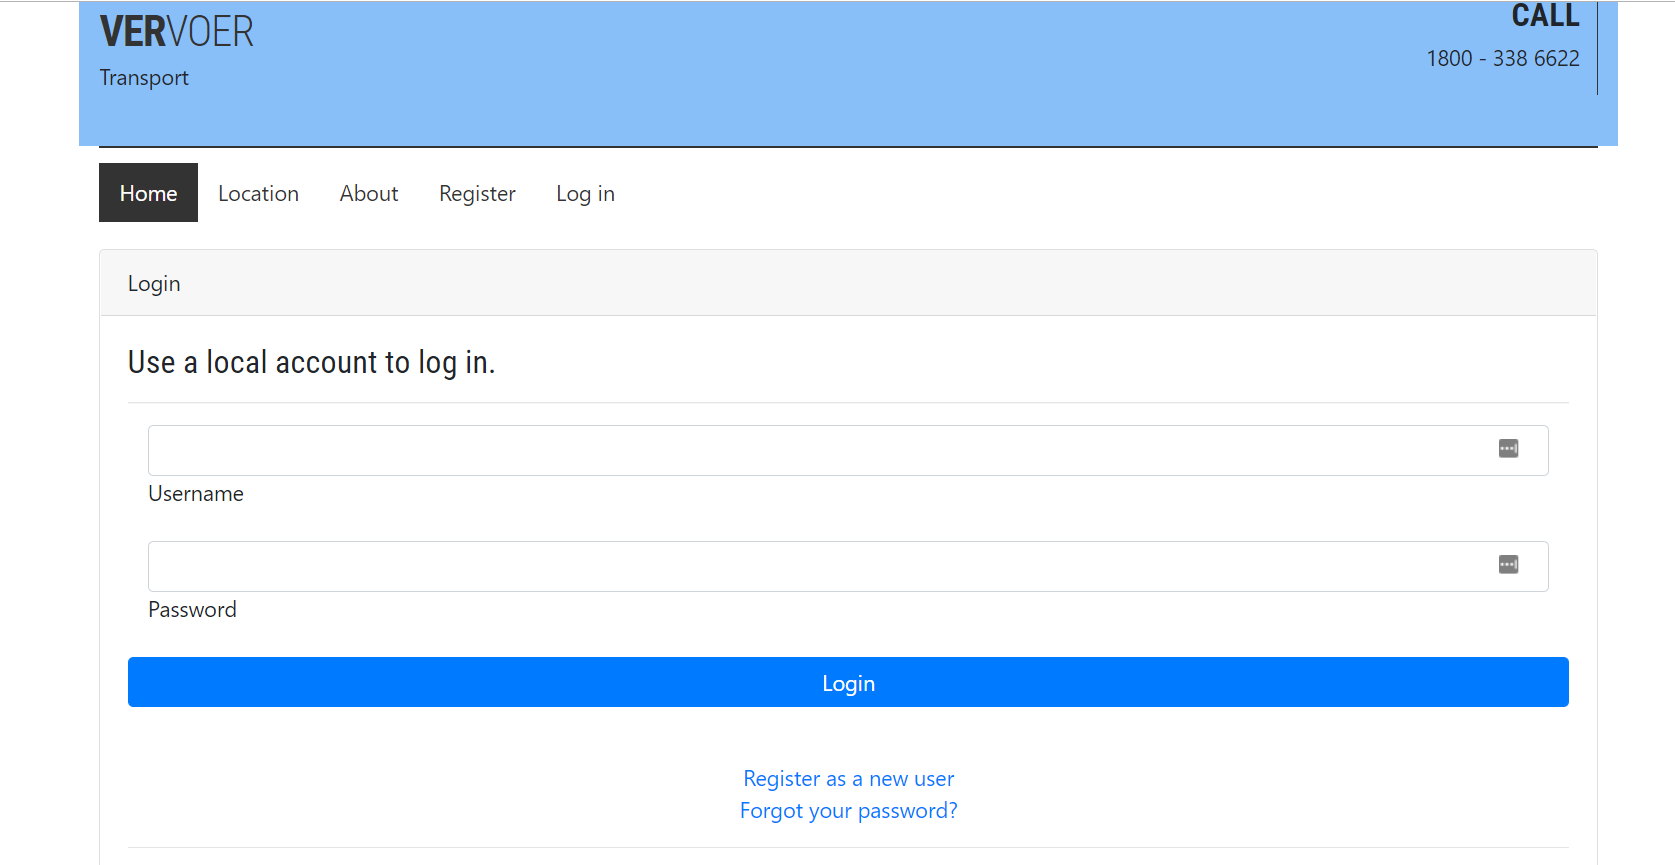 VERVOER
Transport
CALL
1800 - 338 6622
Home Location About Register Log in
Login
Use a local account to log in.
Username
Password
Login
Register as a new user
Forgot your password?